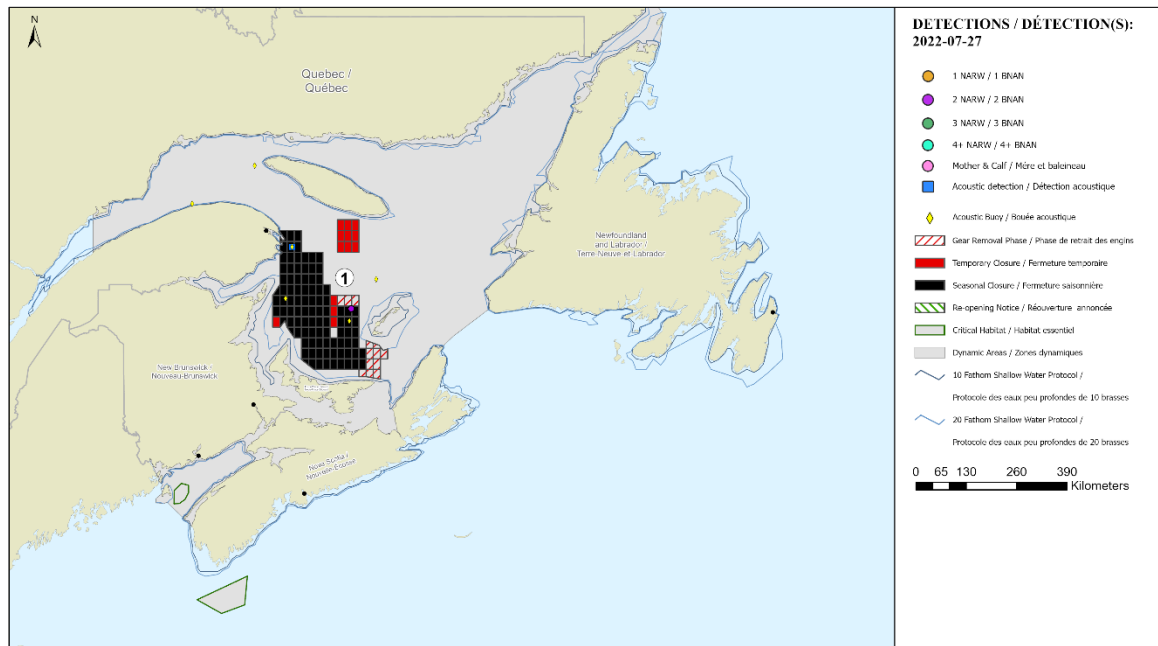 N
Quebec /
Québec
Newfoundland
and Labrador /
Terre-Neuve et Labrador
1
New Brunswick /
Nouveau-Brunswick
Nova Scotia /
Nouvelle-Écosse
DETECTIONS / DÉTECTION(S):
2022-07-27
1 NARW / 1 BNAN
2 NARW / 2 BNAN
3 NARW / 3 BNAN
4+ NARW / 4+ BNAN
Mother & Calf / Mére et baleineau
Acoustic detection / Détection acoustique
Acoustic Buoy / Bouée acoustique
Gear Removal Phase / Phase de retrait des engins
Temporary Closure / Fermeture temporaire
Seasonal Closure / Fermeture saisonnière
Re-opening Notice / Réouverture annoncée
Critical Habitat / Habitat essentiel
Dynamic Areas / Zones dynamiques
10 Fathom Shallow Water Protocol /
Protocole des eaux peu profondes de 10 brasses
20 Fathom Shallow Water Protocol /
Protocole des eaux peu profondes de 20 brasses
0 65 130 260 390
Kilometers